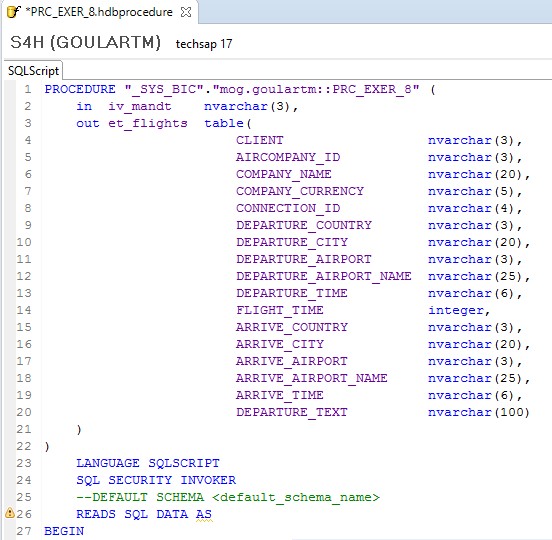 *PRC_EXER_8.hdbprocedure
S4H (GOULARTM) techsap 17
SQLScript
1 PROCEDURE "_SYS_BIC"."mog.goulartm::PRC_EXER_8" (
2 in iv_mandt nvarchar(3),
3 out et_flights table(
4 CLIENT nvarchar(3),
5 AIRCOMPANY_ID nvarchar(3),
6 COMPANY_NAME nvarchar(20),
7 COMPANY_CURRENCY nvarchar(5),
8 CONNECTION_ID nvarchar(4),
9 DEPARTURE_COUNTRY nvarchar(3),
10 DEPARTURE_CITY nvarchar(20),
11 DEPARTURE_AIRPORT nvarchar(3),
12 DEPARTURE_AIRPORT_NAME nvarchar(25),
13 DEPARTURE_TIME nvarchar(6),
14 FLIGHT_TIME integer,
15 ARRIVE_COUNTRY nvarchar(3),
16 ARRIVE_CITY nvarchar(20),
17 ARRIVE_AIRPORT nvarchar(3),
18 ARRIVE_AIRPORT_NAME nvarchar(25),
19 ARRIVE_TIME nvarchar(6),
20 DEPARTURE_TEXT nvarchar(100)
21 )
22 )
23 LANGUAGE SQLSCRIPT
24 SQL SECURITY INVOKER
25 --DEFAULT SCHEMA <default_schema_name>
26 READS SQL DATA AS
27 BEGIN